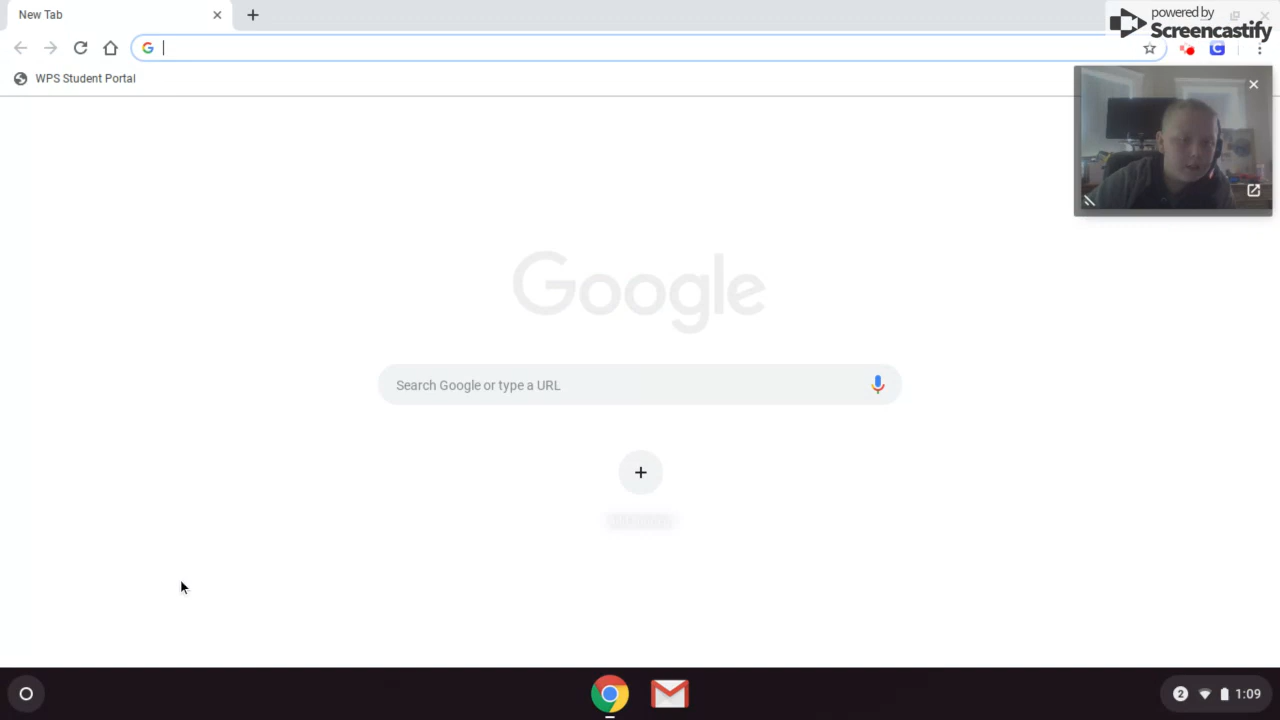 New Tab
powered by
Screencastify
WPS Student Portal
Google
Search Google or type a URL
2
1:09